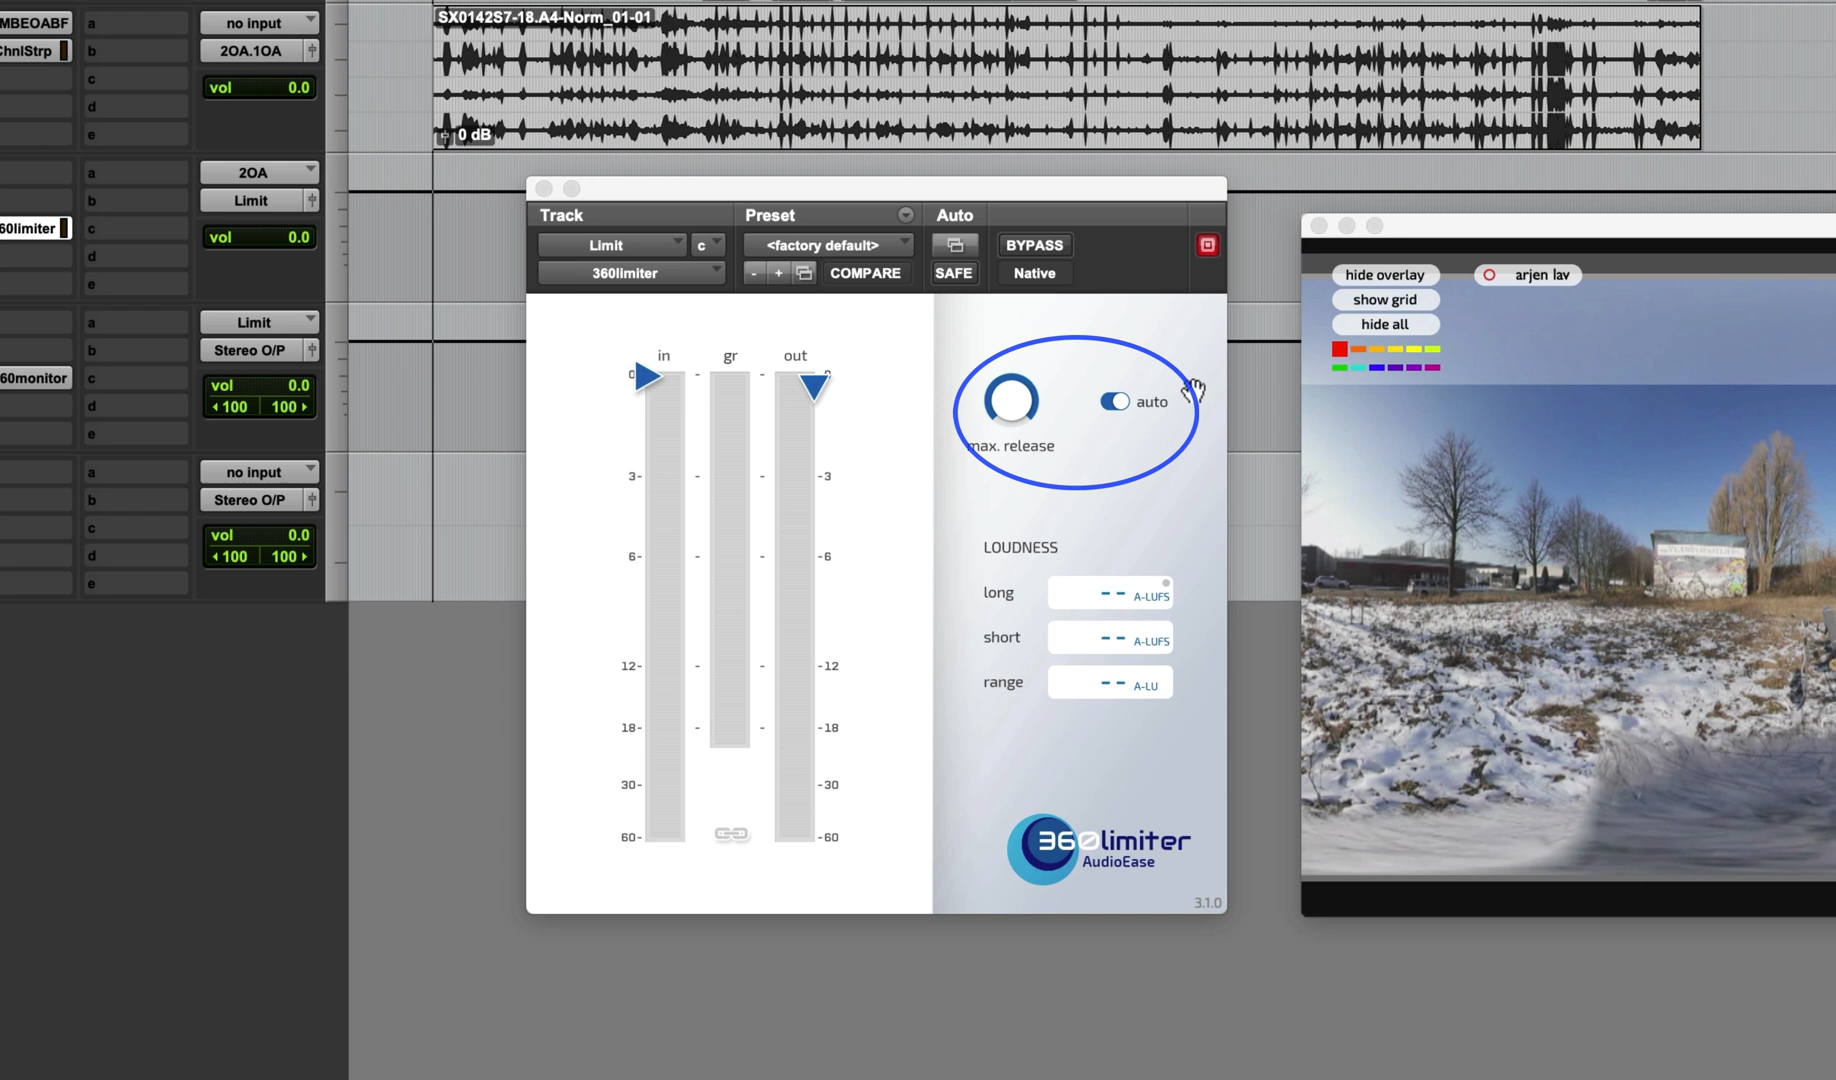 MBEOABF
a
no input
ChnlStrp
b
2OA.1OA
c
vol 0.0
d
e
SX0142S7-18.A4-Norm_01-01
0 dB
a
2OA
b
Limit
60limiter
c
vol 0.0
d
e
a
Limit
b
Stereo O/P
60monitor
c
vol 0.0
d
100 100
e
a
no input
b
Stereo O/P
c
vol 0.0
d
100 100
e
Track
Preset
Auto
Limit
c
<factory default>
BYPASS
360limiter
- +
COMPARE
SAFE
Native
in
gr
out
0 - - 0
3- - - -3
6- - - -6
12- - - -12
18- - - -18
30- -30
60- -60
auto
max. release
LOUDNESS
long -- A-LUFS
short -- A-LUFS
range -- A-LU
360limiter
AudioEase
3.1.0
hide overlay
arjen lav
show grid
hide all